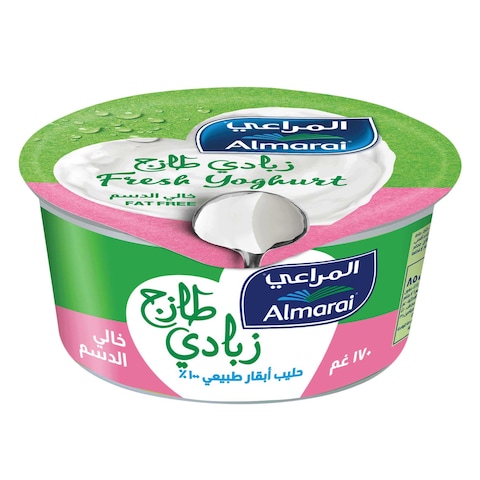 المراعي
Almarai
زبادي طازج
Fresh Yoghurt
خالي الدسم
FAT FREE
المراعي
Almarai
طازج
زبادي
حليب أبقار طبيعي ١٠٠٪
خالي
الدسم
١٧٠ غم